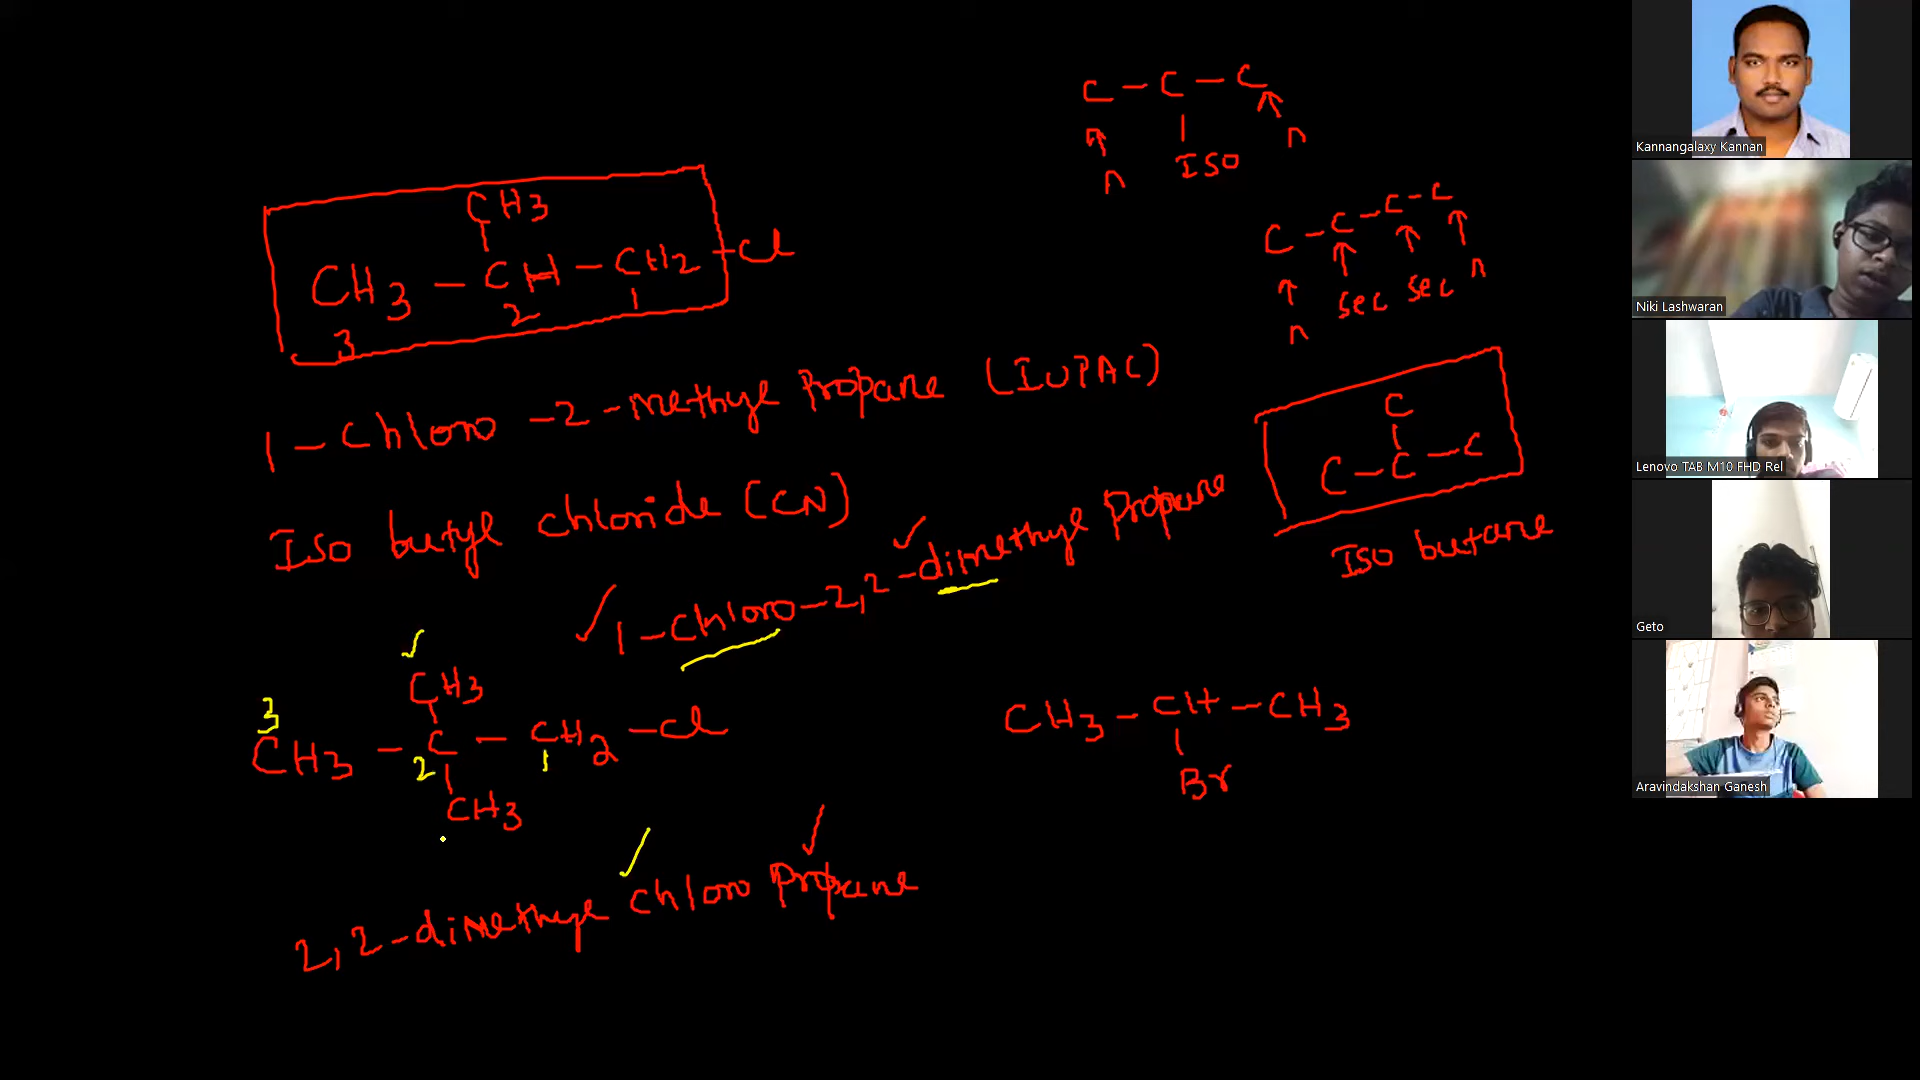 C - C - C
n ISO n
C - C - C - C
n sec sec n
CH3
CH3 - CH - CH2 - Cl
3 2 1
1 - Chloro - 2 - methyl Propane (IUPAC)
Iso butyl chloride (CN)
C
C - C - C
Iso butane
1 - Chloro - 2,2 - dimethyl propane
CH3
3
CH3 - C - CH2 - Cl
2 1
CH3
2,2 - dimethyl chloro propane
CH3 - CH - CH3
Br
Kannangalaxy Kannan
Niki Lashwaran
Lenovo TAB M10 FHD Rel
Geto
Aravindakshan Ganesh